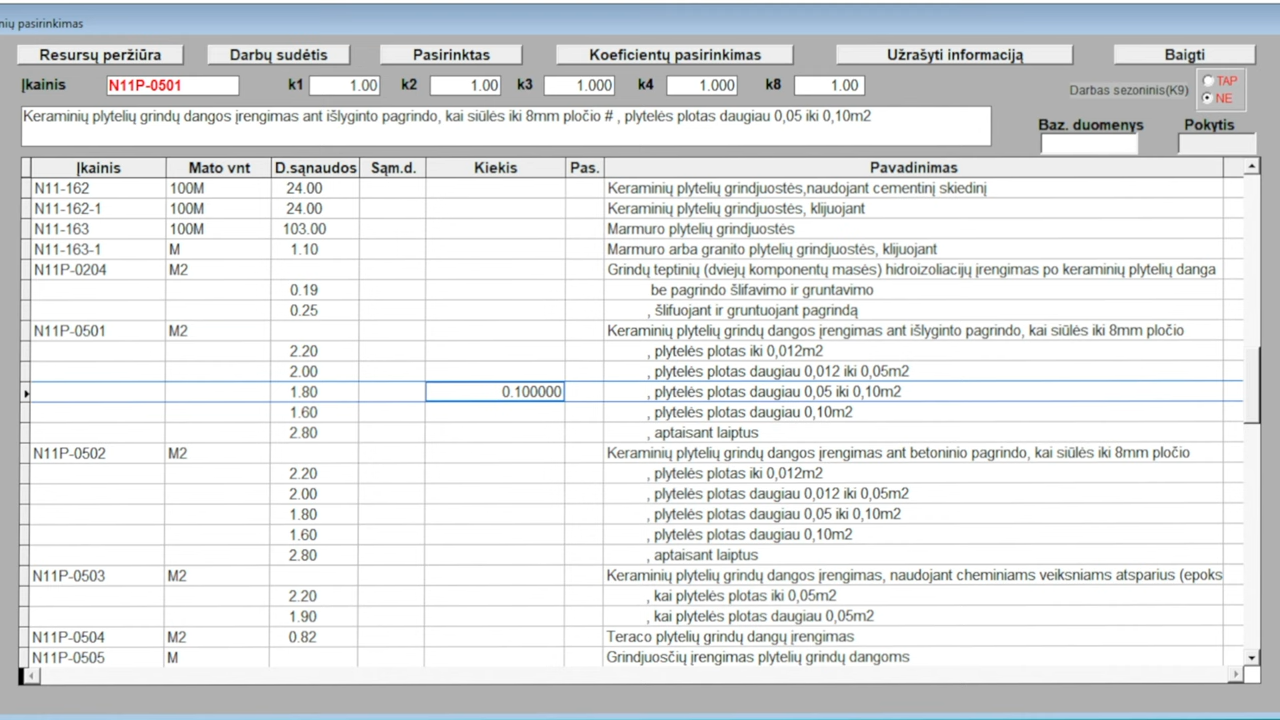 nių pasirinkimas
Resursų peržiūra Darbų sudėtis Pasirinktas Koeficientų pasirinkimas Užrašyti informaciją Baigti
Įkainis N11P-0501 k1 1.00 k2 1.00 k3 1.000 k4 1.000 k8 1.00 Darbas sezoninis(K9) TAP
NE
Keraminių plytelių grindų dangos įrengimas ant išlyginto pagrindo, kai siūlės iki 8mm pločio # , plytelės plotas daugiau 0,05 iki 0,10m2
Baz. duomenys Pokytis
Įkainis Mato vnt D.sąnaudos Sąm.d. Kiekis Pas. Pavadinimas
N11-162 100M 24.00 Keraminių plytelių grindjuostės,naudojant cementinį skiedinį
N11-162-1 100M 24.00 Keraminių plytelių grindjuostės, klijuojant
N11-163 100M 103.00 Marmuro plytelių grindjuostės
N11-163-1 M 1.10 Marmuro arba granito plytelių grindjuostės, klijuojant
N11P-0204 M2 Grindų teptinių (dviejų komponentų masės) hidroizoliacijų įrengimas po keraminių plytelių danga
0.19 be pagrindo šlifavimo ir gruntavimo
0.25 , šlifuojant ir gruntuojant pagrindą
N11P-0501 M2 Keraminių plytelių grindų dangos įrengimas ant išlyginto pagrindo, kai siūlės iki 8mm pločio
2.20 , plytelės plotas iki 0,012m2
2.00 , plytelės plotas daugiau 0,012 iki 0,05m2
1.80 0.100000 , plytelės plotas daugiau 0,05 iki 0,10m2
1.60 , plytelės plotas daugiau 0,10m2
2.80 , aptaisant laiptus
N11P-0502 M2 Keraminių plytelių grindų dangos įrengimas ant betoninio pagrindo, kai siūlės iki 8mm pločio
2.20 , plytelės plotas iki 0,012m2
2.00 , plytelės plotas daugiau 0,012 iki 0,05m2
1.80 , plytelės plotas daugiau 0,05 iki 0,10m2
1.60 , plytelės plotas daugiau 0,10m2
2.80 , aptaisant laiptus
N11P-0503 M2 Keraminių plytelių grindų dangos įrengimas, naudojant cheminiams veiksniams atsparius (epoks
2.20 , kai plytelės plotas iki 0,05m2
1.90 , kai plytelės plotas daugiau 0,05m2
N11P-0504 M2 0.82 Teraco plytelių grindų dangų įrengimas
N11P-0505 M Grindjuosčių įrengimas plytelių grindų dangoms